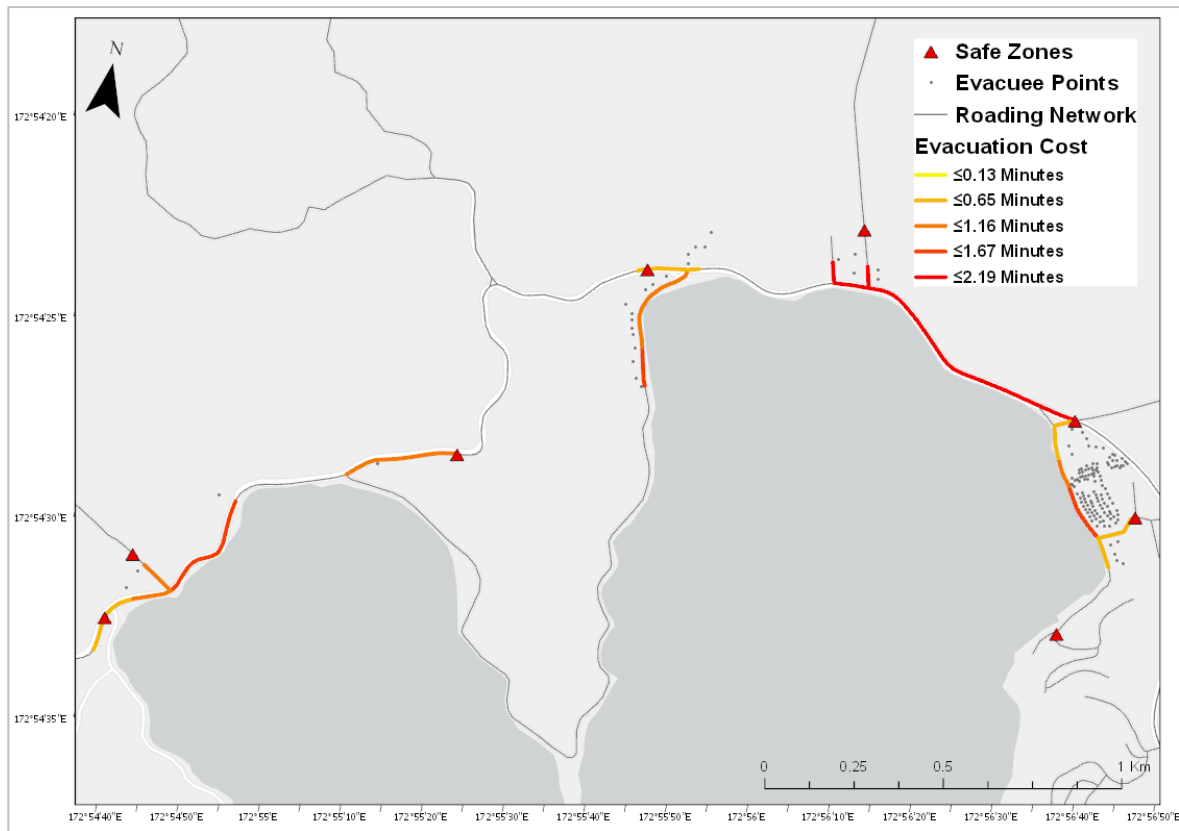 N
Safe Zones
Evacuee Points
Roading Network
Evacuation Cost
≤0.13 Minutes
≤0.65 Minutes
≤1.16 Minutes
≤1.67 Minutes
≤2.19 Minutes
172°54'20"E
172°54'25"E
172°54'30"E
172°54'35"E
0 0.25 0.5 1 Km
172°54'40"E 172°54'50"E 172°55'E 172°55'10"E 172°55'20"E 172°55'30"E 172°55'40"E 172°55'50"E 172°56'E 172°56'10"E 172°56'20"E 172°56'30"E 172°56'40"E 172°56'50"E